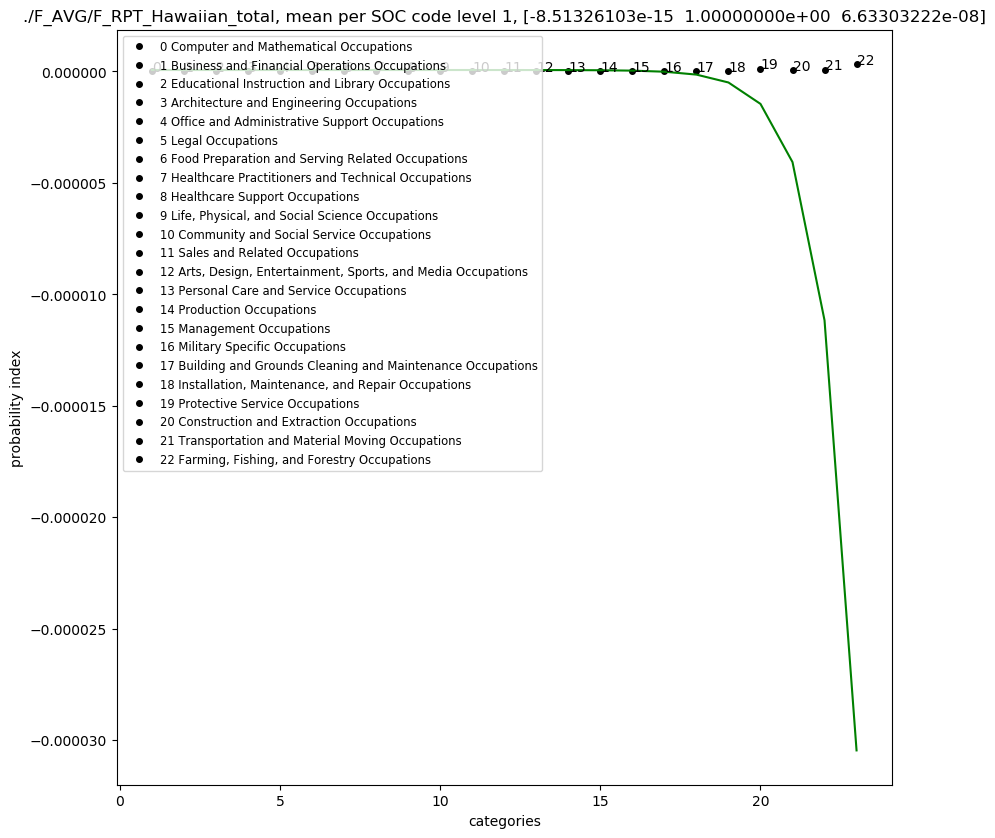 ./F_AVG/F_RPT_Hawaiian_total, mean per SOC code level 1, [-8.51326103e-15  1.00000000e+00  6.63303222e-08]
0.000000
−0.000005
−0.000010
−0.000015
−0.000020
−0.000025
−0.000030
probability index
0 Computer and Mathematical Occupations
1 Business and Financial Operations Occupations
2 Educational Instruction and Library Occupations
3 Architecture and Engineering Occupations
4 Office and Administrative Support Occupations
5 Legal Occupations
6 Food Preparation and Serving Related Occupations
7 Healthcare Practitioners and Technical Occupations
8 Healthcare Support Occupations
9 Life, Physical, and Social Science Occupations
10 Community and Social Service Occupations
11 Sales and Related Occupations
12 Arts, Design, Entertainment, Sports, and Media Occupations
13 Personal Care and Service Occupations
14 Production Occupations
15 Management Occupations
16 Military Specific Occupations
17 Building and Grounds Cleaning and Maintenance Occupations
18 Installation, Maintenance, and Repair Occupations
19 Protective Service Occupations
20 Construction and Extraction Occupations
21 Transportation and Material Moving Occupations
22 Farming, Fishing, and Forestry Occupations
0 9 10 11 12 13 14 15 16 17 18 19 20 21 22
0 5 10 15 20
categories